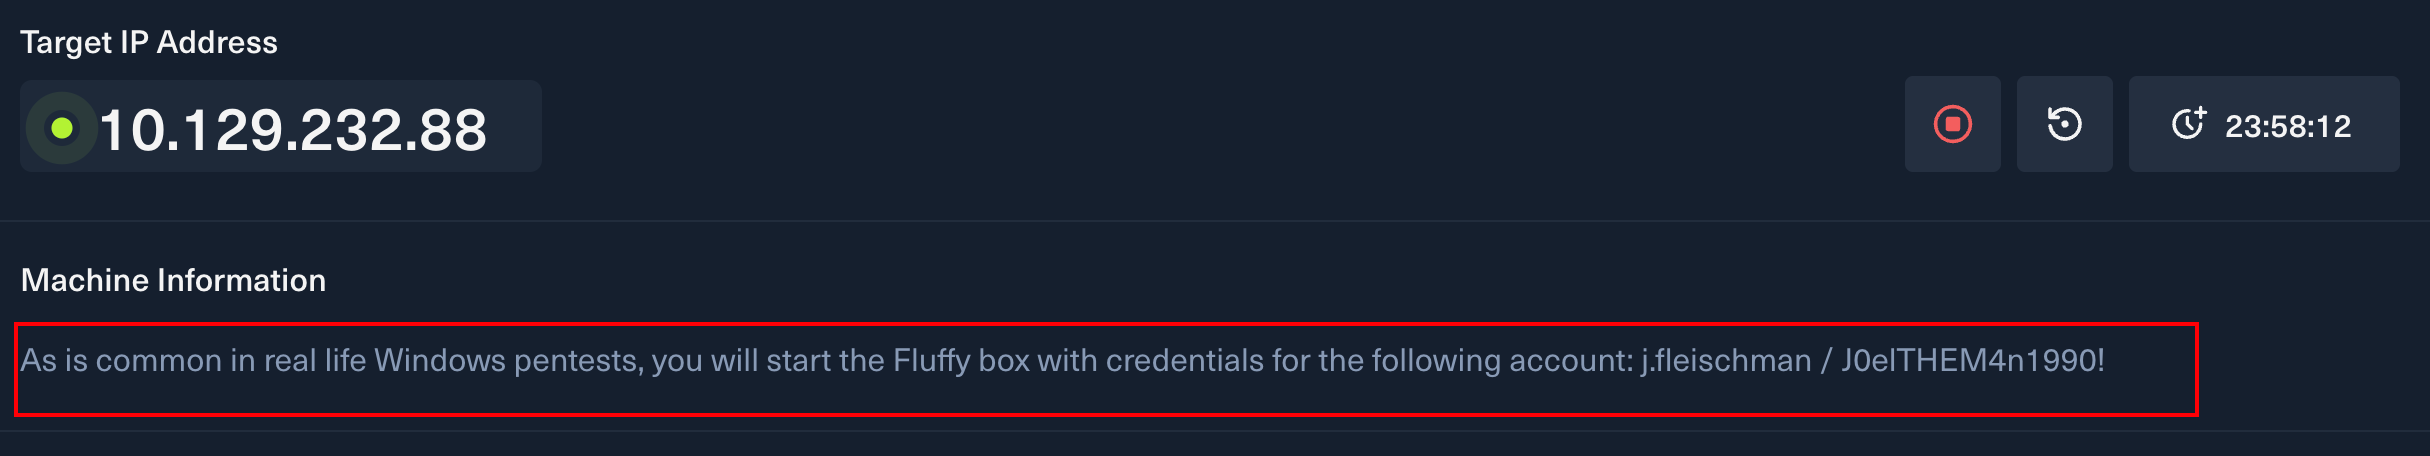 Target IP Address
10.129.232.88
23:58:12
Machine Information
As is common in real life Windows pentests, you will start the Fluffy box with credentials for the following account: j.fleischman / J0elTHEM4n1990!